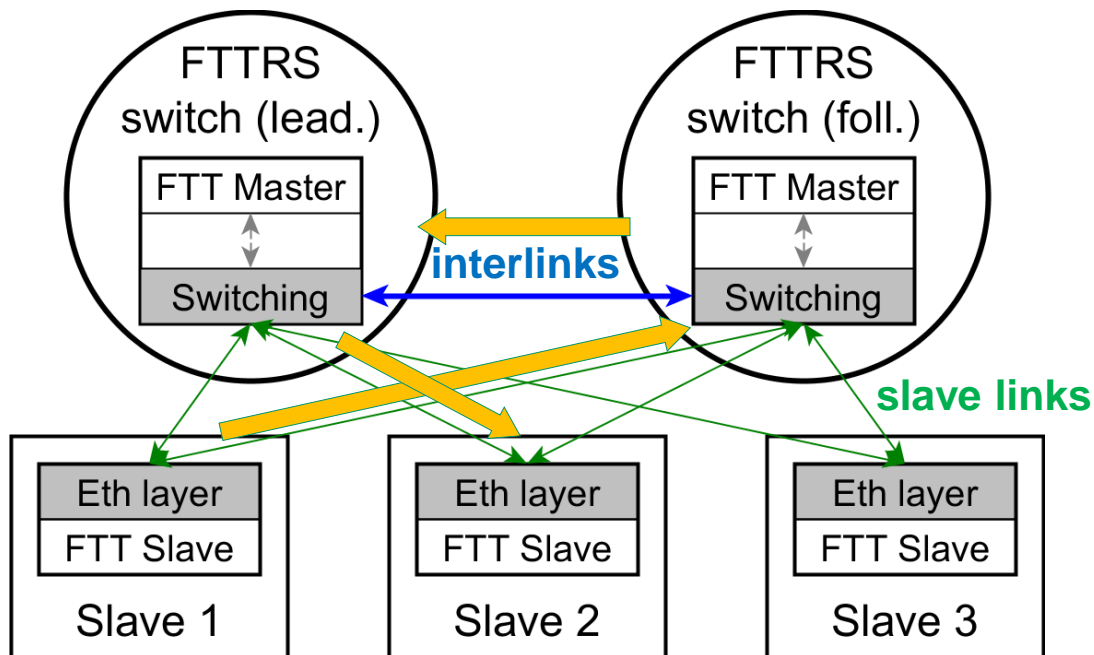 FTTRS
switch (lead.)
FTT Master
Switching
FTTRS
switch (foll.)
FTT Master
Switching
interlinks
slave links
Eth layer
FTT Slave
Slave 1
Eth layer
FTT Slave
Slave 2
Eth layer
FTT Slave
Slave 3